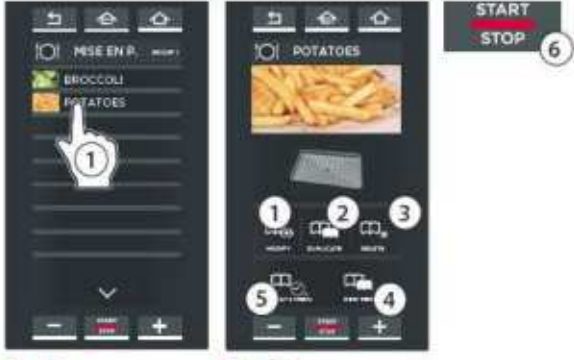 MISE EN P.
BROCCOLI
POTATOES
1
START
STOP
POTATOES
1
2
3
MODIFY
DUPLICATE
DELETE
5
4
START
STOP
START
STOP
6